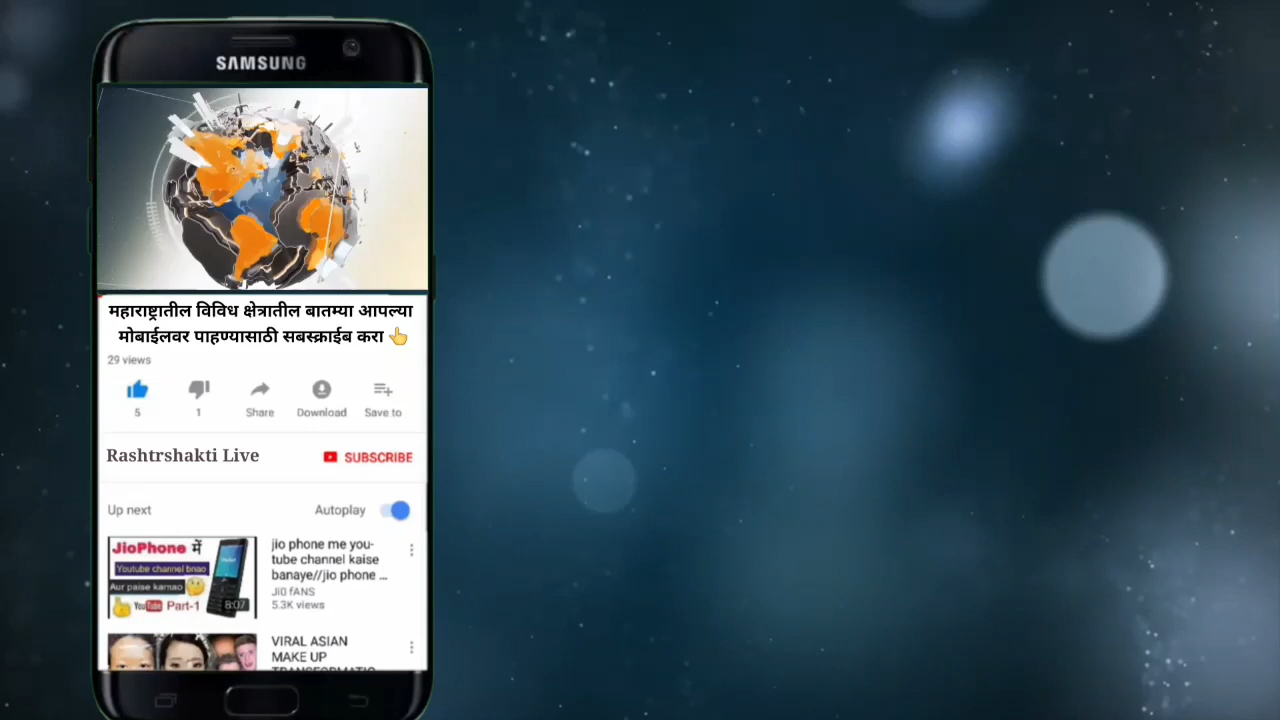 SAMSUNG
महाराष्ट्रातील विविध क्षेत्रातील बातम्या आपल्या
मोबाईलवर पाहण्यासाठी सबस्क्राईब करा 👆
29 views
5
1
Share
Download
Save to
Rashtrshakti Live
SUBSCRIBE
Up next
Autoplay
JioPhone में
Youtube channel bnao
Aur paise kamao
YouTube Part-1
8:07
jio phone me you-
tube channel kaise
banaye//jio phone ...
JiO fANS
5.3K views
VIRAL ASIAN
MAKE UP
TRANSFORMATIO